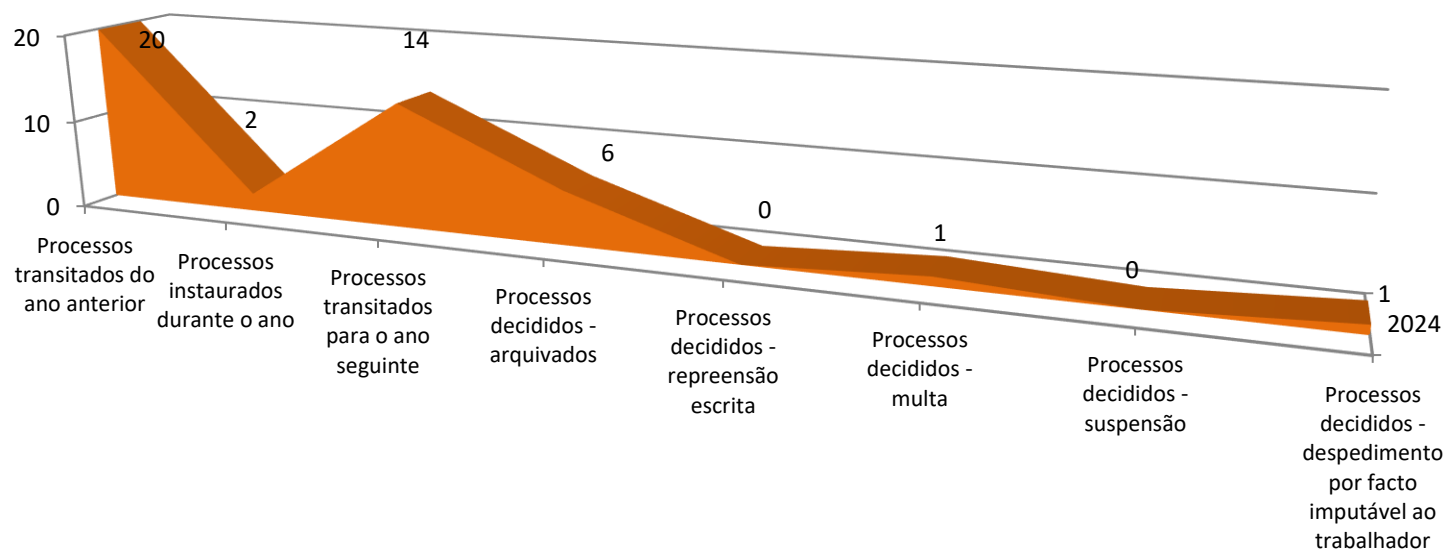 20
10
0
20
2
14
6
0
1
0
1
2024
Processos
transitados do
ano anterior
Processos
instaurados
durante o ano
Processos
transitados
para o ano
seguinte
Processos
decididos -
arquivados
Processos
decididos -
repreensão
escrita
Processos
decididos -
multa
Processos
decididos -
suspensão
Processos
decididos -
despedimento
por facto
imputável ao
trabalhador